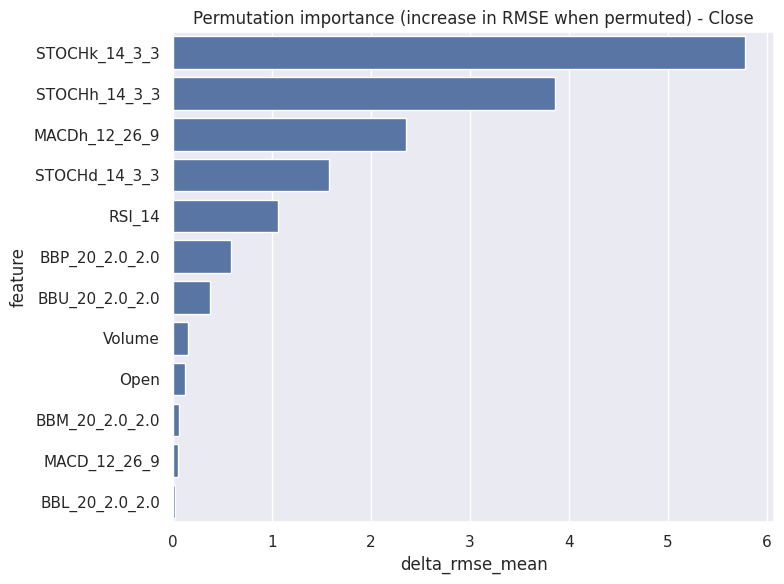 Permutation importance (increase in RMSE when permuted) - Close
STOCHk_14_3_3
STOCHh_14_3_3
MACDh_12_26_9
STOCHd_14_3_3
RSI_14
BBP_20_2.0_2.0
BBU_20_2.0_2.0
Volume
Open
BBM_20_2.0_2.0
MACD_12_26_9
BBL_20_2.0_2.0
feature
0 1 2 3 4 5 6
delta_rmse_mean